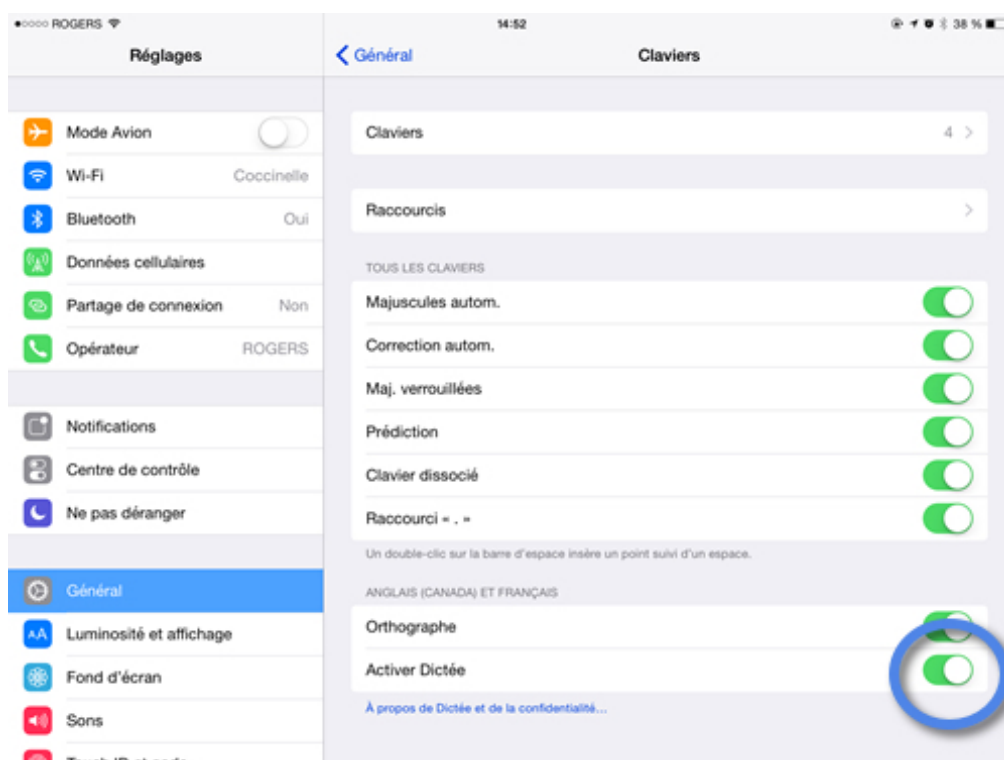 ROGERS 14:52 38 %
Réglages
Général
Claviers
Mode Avion
Wi-Fi Coccinelle
Bluetooth Oui
Données cellulaires
Partage de connexion Non
Opérateur ROGERS
Notifications
Centre de contrôle
Ne pas déranger
Général
Luminosité et affichage
Fond d'écran
Sons
Claviers 4
Raccourcis
TOUS LES CLAVIERS
Majuscules autom.
Correction autom.
Maj. verrouillées
Prédiction
Clavier dissocié
Raccourci « . »
Un double-clic sur la barre d'espace insère un point suivi d'un espace.
ANGLAIS (CANADA) ET FRANÇAIS
Orthographe
Activer Dictée
À propos de Dictée et de la confidentialité...